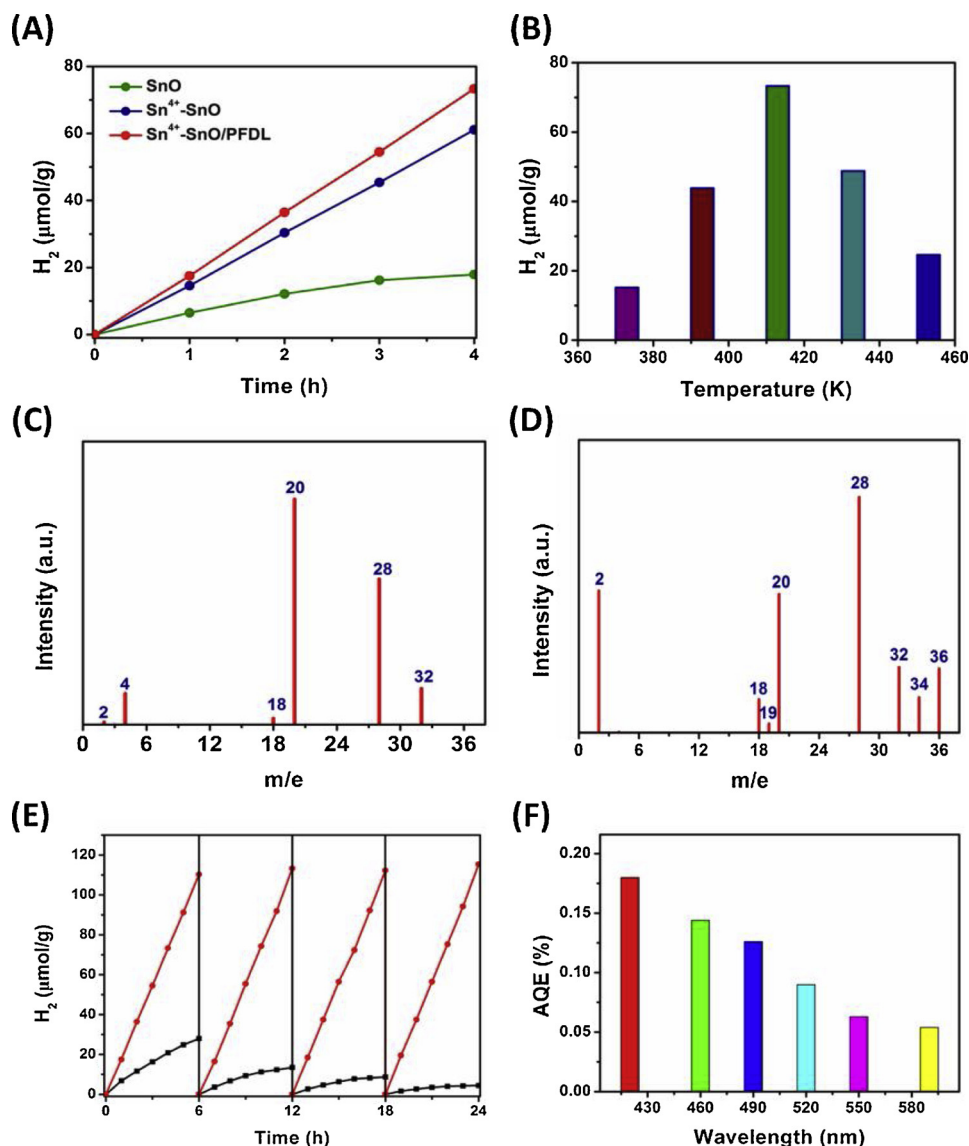 (A)
80
60
40
20
0
H₂ (μmol/g)
SnO
Sn⁴⁺-SnO
Sn⁴⁺-SnO/PFDL
0 1 2 3 4
Time (h)
(B)
80
60
40
20
0
H₂ (μmol/g)
360 380 400 420 440 460
Temperature (K)
(C)
Intensity (a.u.)
2
4
18
20
28
32
0 6 12 18 24 30 36
m/e
(D)
Intensity (a.u.)
2
18
19
20
28
32
34
36
0 6 12 18 24 30 36
m/e
(E)
120
100
80
60
40
20
0
H₂ (μmol/g)
0 6 12 18 24
Time (h)
(F)
0.20
0.15
0.10
0.05
0.00
AQE (%)
430 460 490 520 550 580
Wavelength (nm)